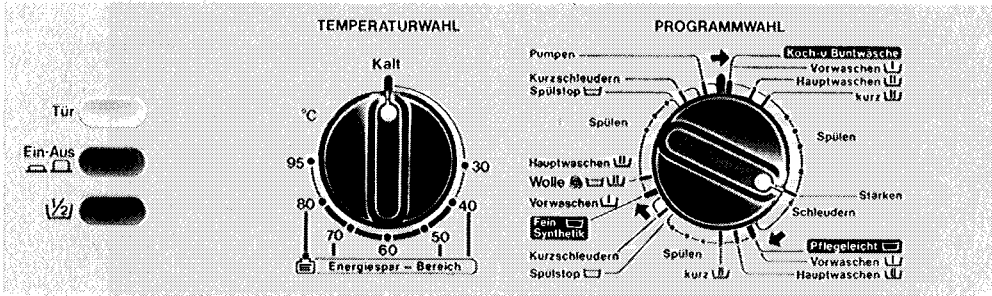 TEMPERATURWAHL
Kalt
°C
30
40
50
60
70
80
95
Energiespar – Bereich
Tür
Ein-Aus
1/2
PROGRAMMWAHL
Koch-u Buntwäsche
Vorwaschen
Hauptwaschen
kurz
Spülen
Stärken
Schleudern
Pflegeleicht
Vorwaschen
Hauptwaschen
kurz
Spülen
Spülstop
Kurzschleudern
Fein
Synthetik
Vorwaschen
Wolle
Hauptwaschen
Spülen
Spülstop
Kurzschleudern
Pumpen